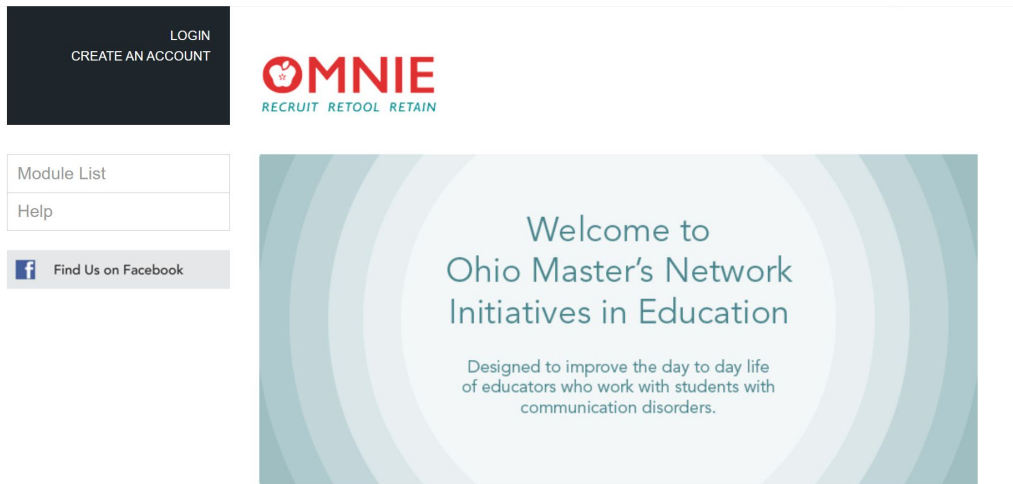 LOGIN
CREATE AN ACCOUNT
OMNIE
RECRUIT RETOOL RETAIN
Module List
Help
Find Us on Facebook
Welcome to
Ohio Master's Network
Initiatives in Education
Designed to improve the day to day life
of educators who work with students with
communication disorders.